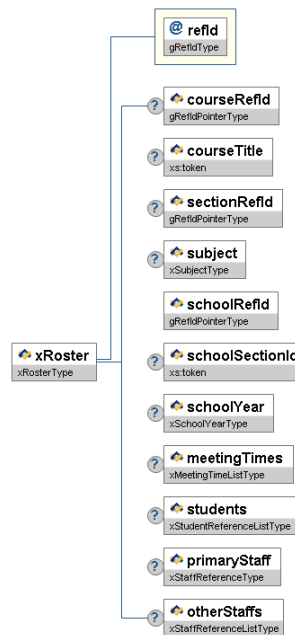 @ refId
gRefIdType
? courseRefId
gRefIdPointerType
? courseTitle
xs:token
? sectionRefId
gRefIdPointerType
? subject
xSubjectType
schoolRefId
gRefIdPointerType
xRoster
xRosterType
? schoolSectionId
xs:token
? schoolYear
xSchoolYearType
? meetingTimes
xMeetingTimeListType
? students
xStudentReferenceListType
? primaryStaff
xStaffReferenceType
? otherStaffs
xStaffReferenceListType